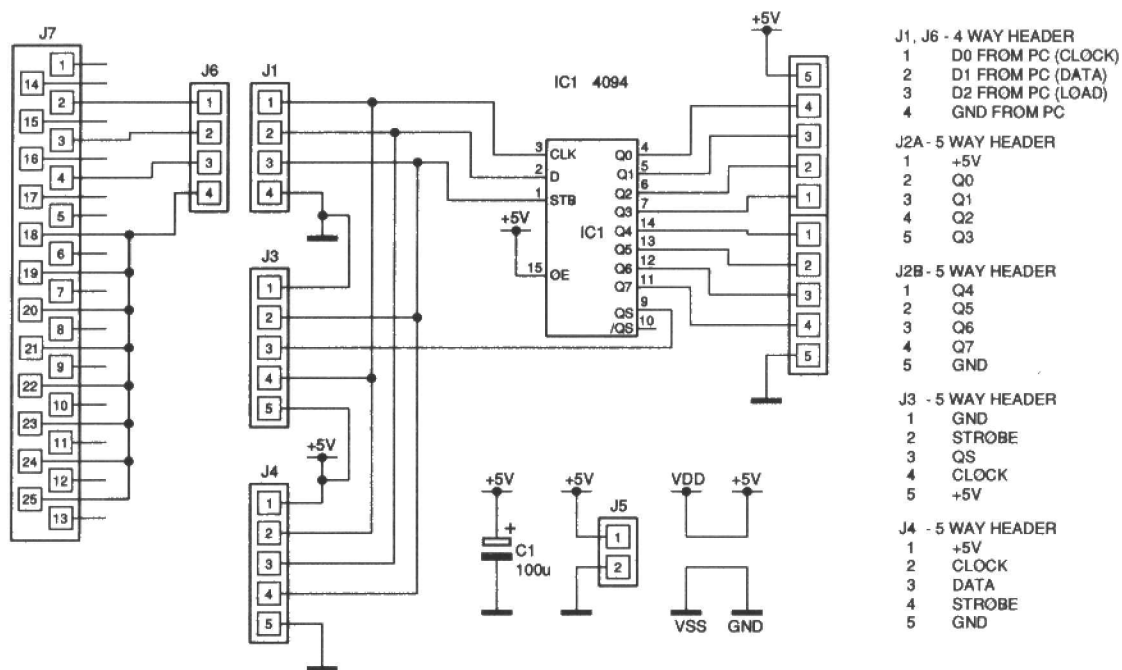 J7
1
14
2
15
3
16
4
17
5
18
6
19
7
20
8
21
9
22
10
23
11
24
12
25
13
J6
1
2
3
4
J1
1
2
3
4
J3
1
2
3
4
5
+5V
J4
1
2
3
4
5
IC1 4094
3 CLK
2 D
1 STB
+5V
IC1
15 OE
Q0 4
Q1 5
Q2 6
Q3 7
Q4 14
Q5 13
Q6 12
Q7 11
QS 9
/QS 10
+5V
5
4
3
2
1
1
2
3
4
5
+5V
+
C1
100u
+5V
J5
1
2
VDD +5V
VSS GND
J1, J6 - 4 WAY HEADER
1 D0 FROM PC (CLOCK)
2 D1 FROM PC (DATA)
3 D2 FROM PC (LOAD)
4 GND FROM PC
J2A - 5 WAY HEADER
1 +5V
2 Q0
3 Q1
4 Q2
5 Q3
J2B - 5 WAY HEADER
1 Q4
2 Q5
3 Q6
4 Q7
5 GND
J3 - 5 WAY HEADER
1 GND
2 STROBE
3 QS
4 CLOCK
5 +5V
J4 - 5 WAY HEADER
1 +5V
2 CLOCK
3 DATA
4 STROBE
5 GND